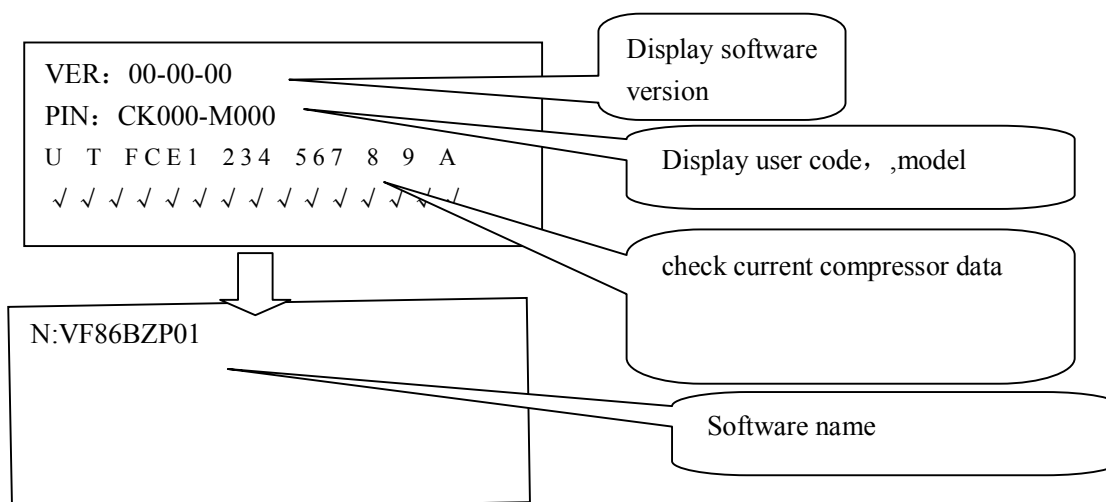 VER：00-00-00
PIN：CK000-M000
U T FCE1 234 567 8 9 A
√ √ √ √ √ √ √ √ √ √ √ √ √ √ √
Display software
version
Display user code，,model
check current compressor data
N:VF86BZP01
Software name